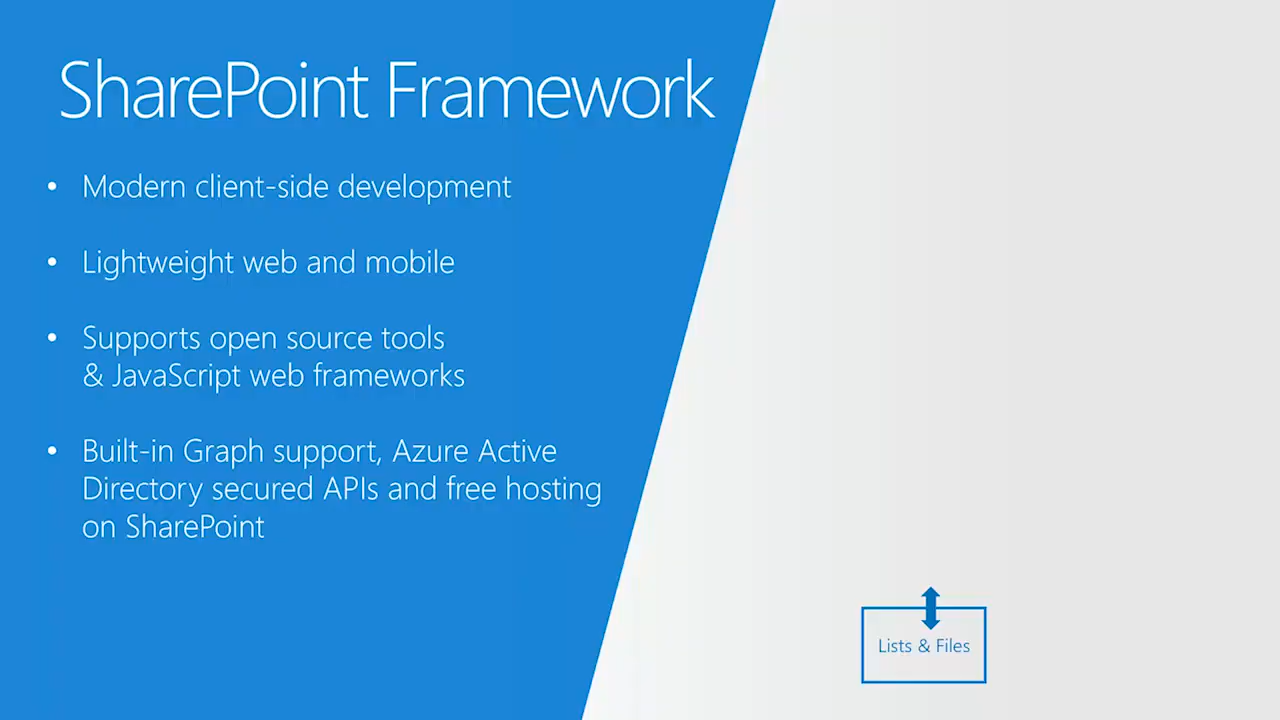 SharePoint Framework
• Modern client-side development
• Lightweight web and mobile
• Supports open source tools
& JavaScript web frameworks
• Built-in Graph support, Azure Active
Directory secured APIs and free hosting
on SharePoint
Lists & Files